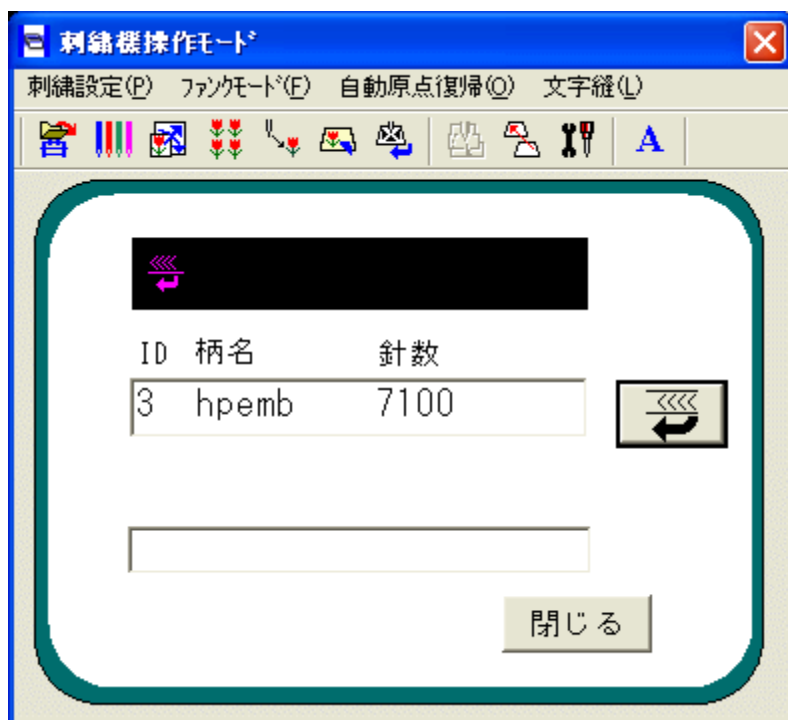 刺繍機操作モード
刺繍設定(P) ファンクモード(F) 自動原点復帰(O) 文字縫(L)
A
ID 柄名 針数
3 hpemb 7100
閉じる